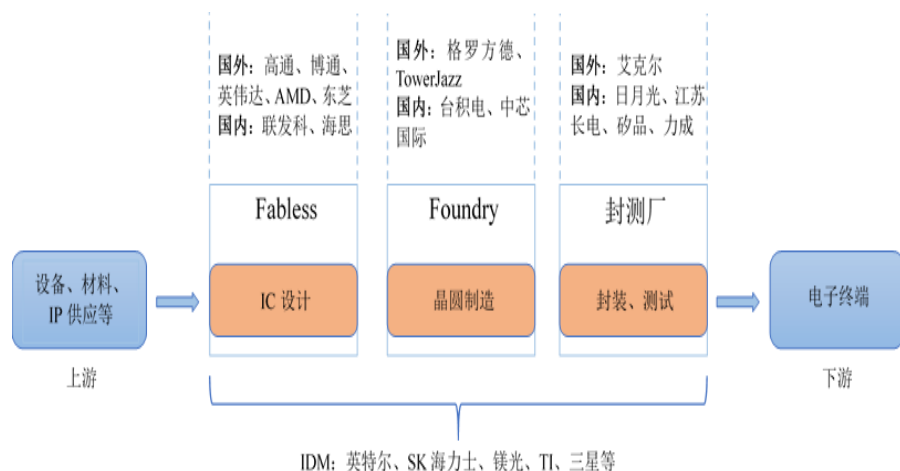 国外：高通、博通、
英伟达、AMD、东芝
国内：联发科、海思
国外：格罗方德、
TowerJazz
国内：台积电、中芯
国际
国外：艾克尔
国内：日月光、江苏
长电、矽品、力成
Fabless
Foundry
封测厂
设备、材料、
IP 供应等
IC 设计
晶圆制造
封装、测试
电子终端
上游
下游
IDM：英特尔、SK 海力士、镁光、TI、三星等